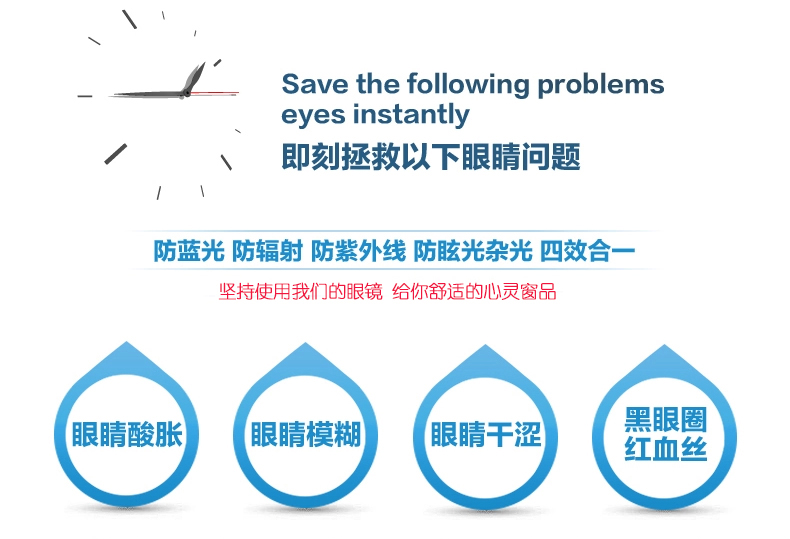 Save the following problems
eyes instantly
即刻拯救以下眼睛问题
防蓝光 防辐射 防紫外线 防眩光杂光 四效合一
坚持使用我们的眼镜 给你舒适的心灵窗品
眼睛酸胀
眼睛模糊
眼睛干涩
黑眼圈
红血丝